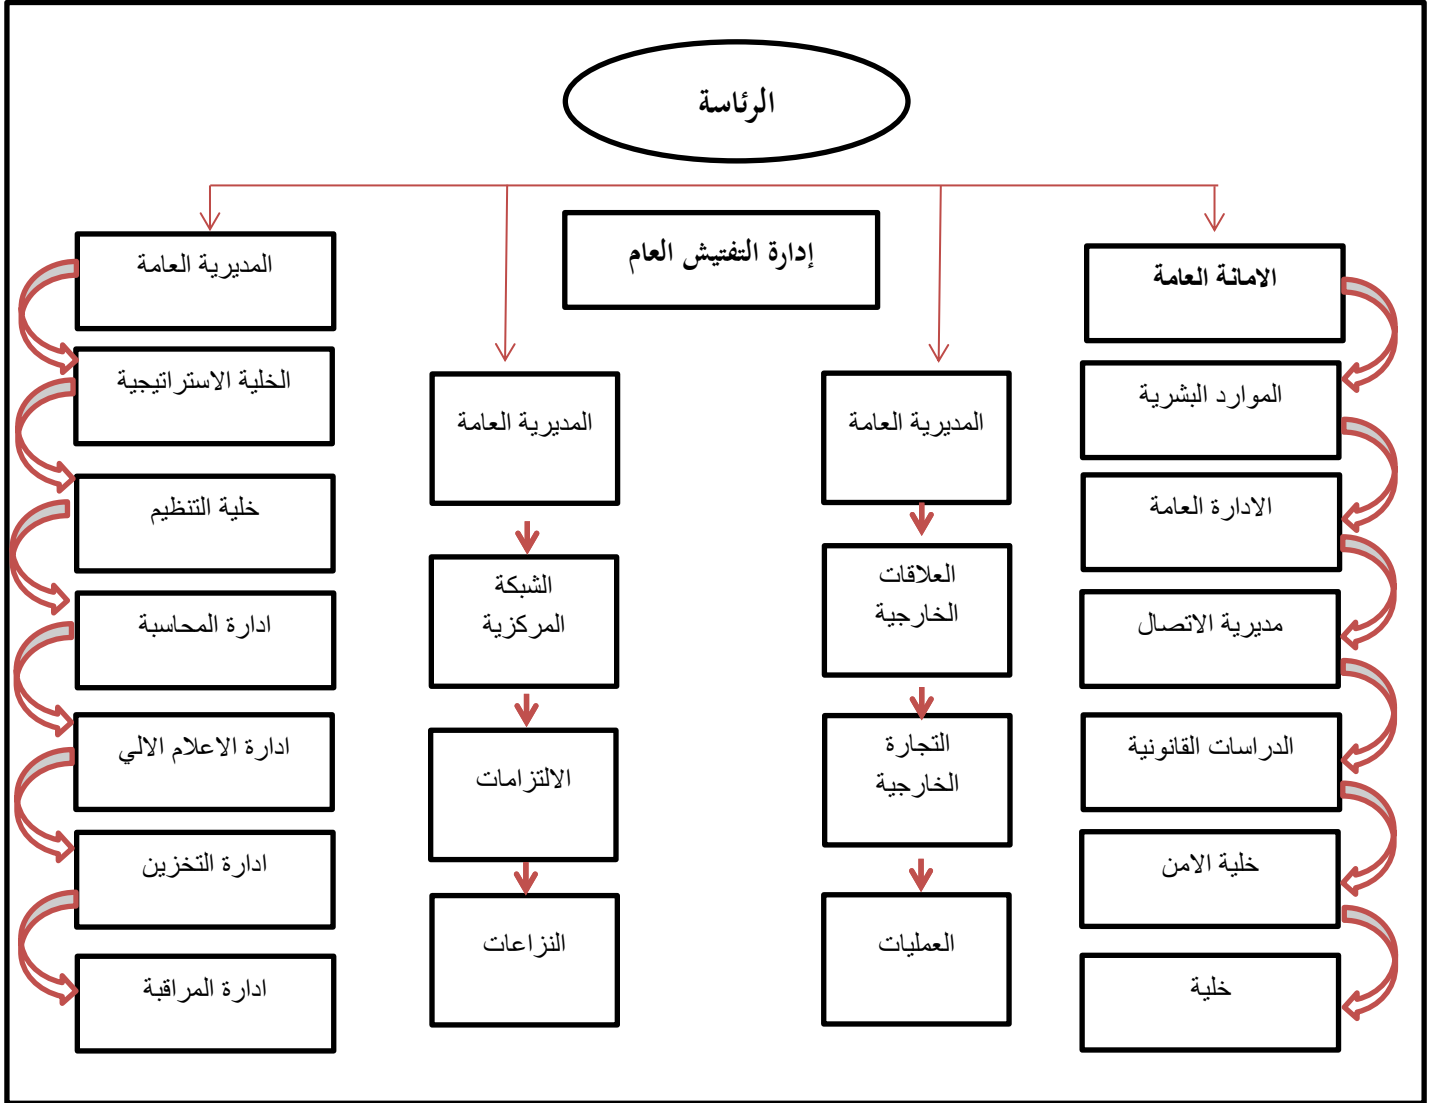 الرئاسة
إدارة التفتيش العام
الامانة العامة
الموارد البشرية
الادارة العامة
مديرية الاتصال
الدراسات القانونية
خلية الامن
خلية
المديرية العامة
العلاقات
الخارجية
التجارة
الخارجية
العمليات
المديرية العامة
الشبكة
المركزية
الالتزامات
النزاعات
المديرية العامة
الخلية الاستراتيجية
خلية التنظيم
ادارة المحاسبة
ادارة الاعلام الالي
ادارة التخزين
ادارة المراقبة